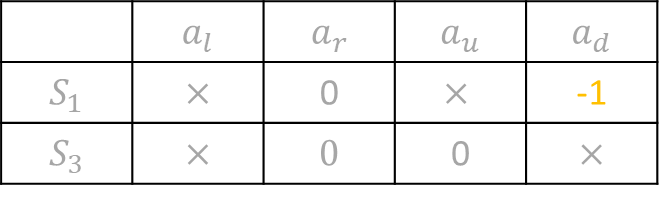 a_l a_r a_u a_d
S_1 × 0 × -1
S_3 × 0 0 ×